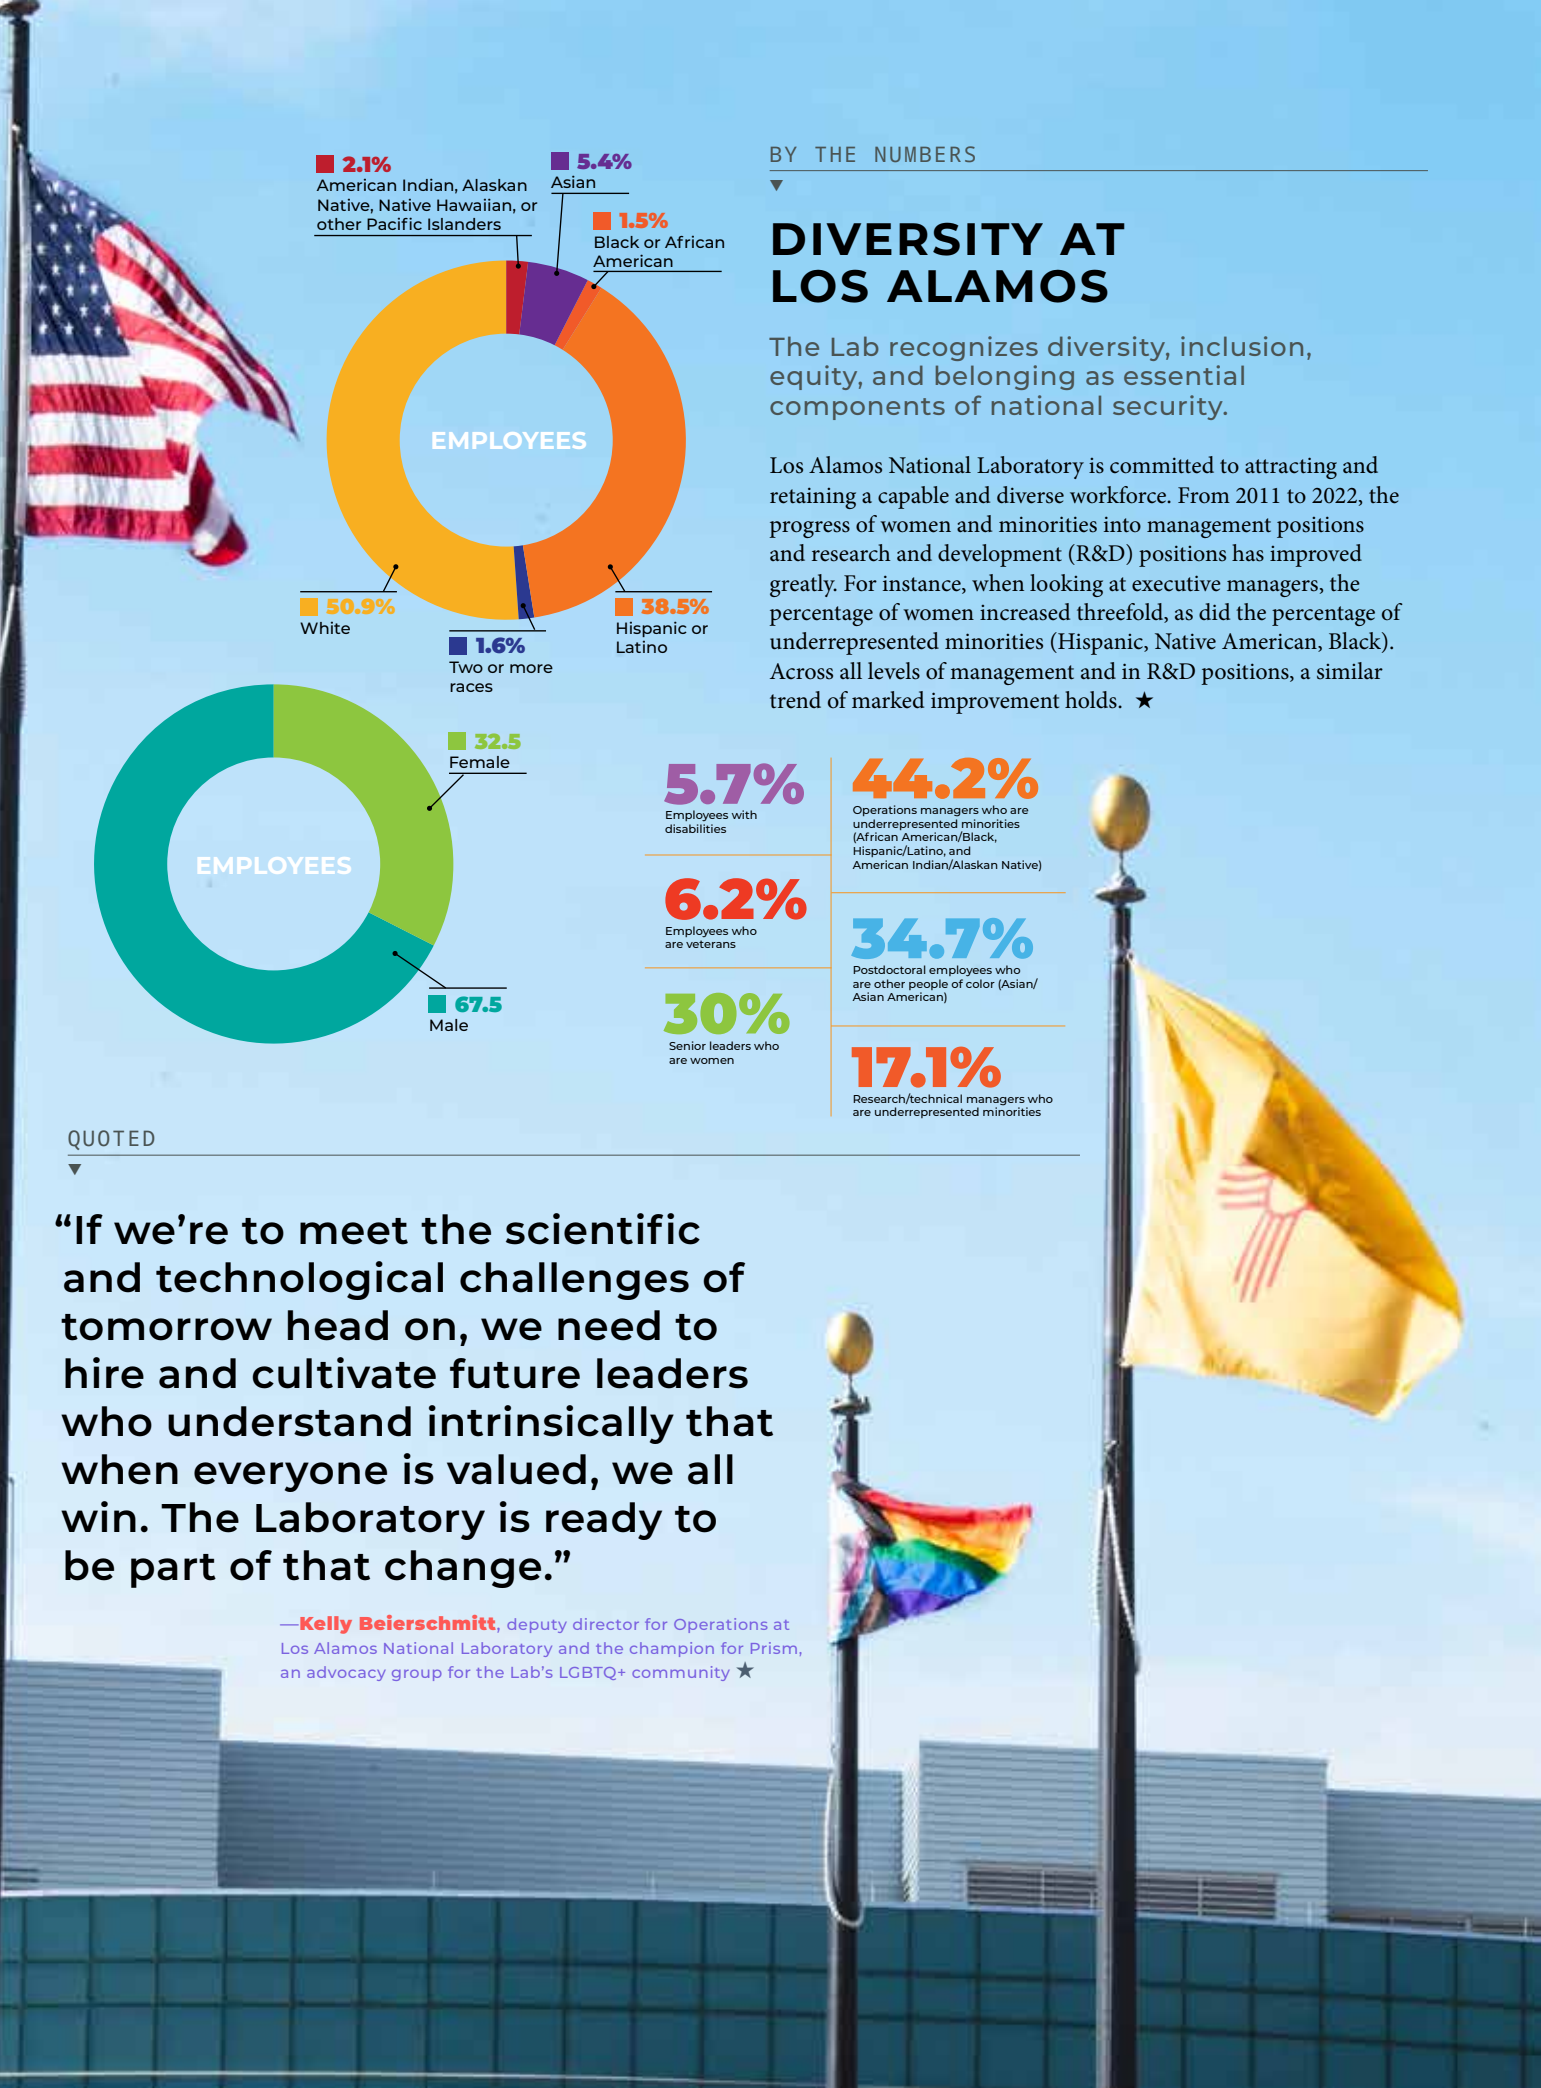 2.1%
American Indian, Alaskan
Native, Native Hawaiian, or
other Pacific Islanders
5.4%
Asian
1.5%
Black or African
American
EMPLOYEES
50.9%
White
1.6%
Two or more
races
38.5%
Hispanic or
Latino
BY THE NUMBERS
DIVERSITY AT
LOS ALAMOS
The Lab recognizes diversity, inclusion,
equity, and belonging as essential
components of national security.
Los Alamos National Laboratory is committed to attracting and
retaining a capable and diverse workforce. From 2011 to 2022, the
progress of women and minorities into management positions
and research and development (R&D) positions has improved
greatly. For instance, when looking at executive managers, the
percentage of women increased threefold, as did the percentage of
underrepresented minorities (Hispanic, Native American, Black).
Across all levels of management and in R&D positions, a similar
trend of marked improvement holds. ★
32.5
Female
EMPLOYEES
67.5
Male
5.7%
Employees with
disabilities
6.2%
Employees who
are veterans
30%
Senior leaders who
are women
44.2%
Operations managers who are
underrepresented minorities
(African American/Black,
Hispanic/Latino, and
American Indian/Alaskan Native)
34.7%
Postdoctoral employees who
are other people of color (Asian/
Asian American)
17.1%
Research/technical managers who
are underrepresented minorities
QUOTED
“If we’re to meet the scientific
and technological challenges of
tomorrow head on, we need to
hire and cultivate future leaders
who understand intrinsically that
when everyone is valued, we all
win. The Laboratory is ready to
be part of that change.”
—Kelly Beierschmitt, deputy director for Operations at
Los Alamos National Laboratory and the champion for Prism,
an advocacy group for the Lab’s LGBTQ+ community ★